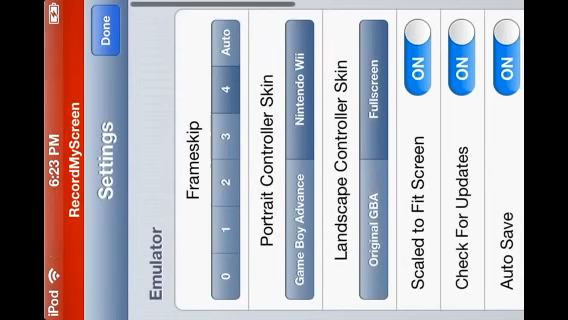 iPod 6:23 PM
RecordMyScreen
Settings Done
Emulator
Frameskip
0 1 2 3 4 Auto
Portrait Controller Skin
Game Boy Advance Nintendo Wii
Landscape Controller Skin
Original GBA Fullscreen
Scaled to Fit Screen ON
Check For Updates ON
Auto Save ON